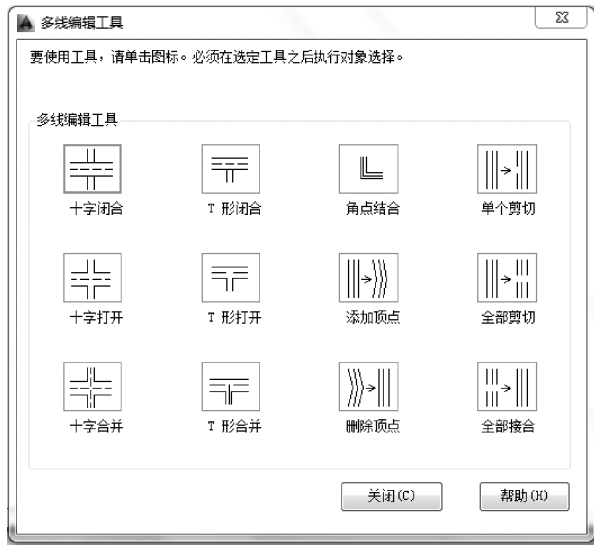 多线编辑工具
要使用工具，请单击图标。必须在选定工具之后执行对象选择。
多线编辑工具
十字闭合 T 形闭合 角点结合 单个剪切
十字打开 T 形打开 添加顶点 全部剪切
十字合并 T 形合并 删除顶点 全部接合
关闭(C) 帮助(H)